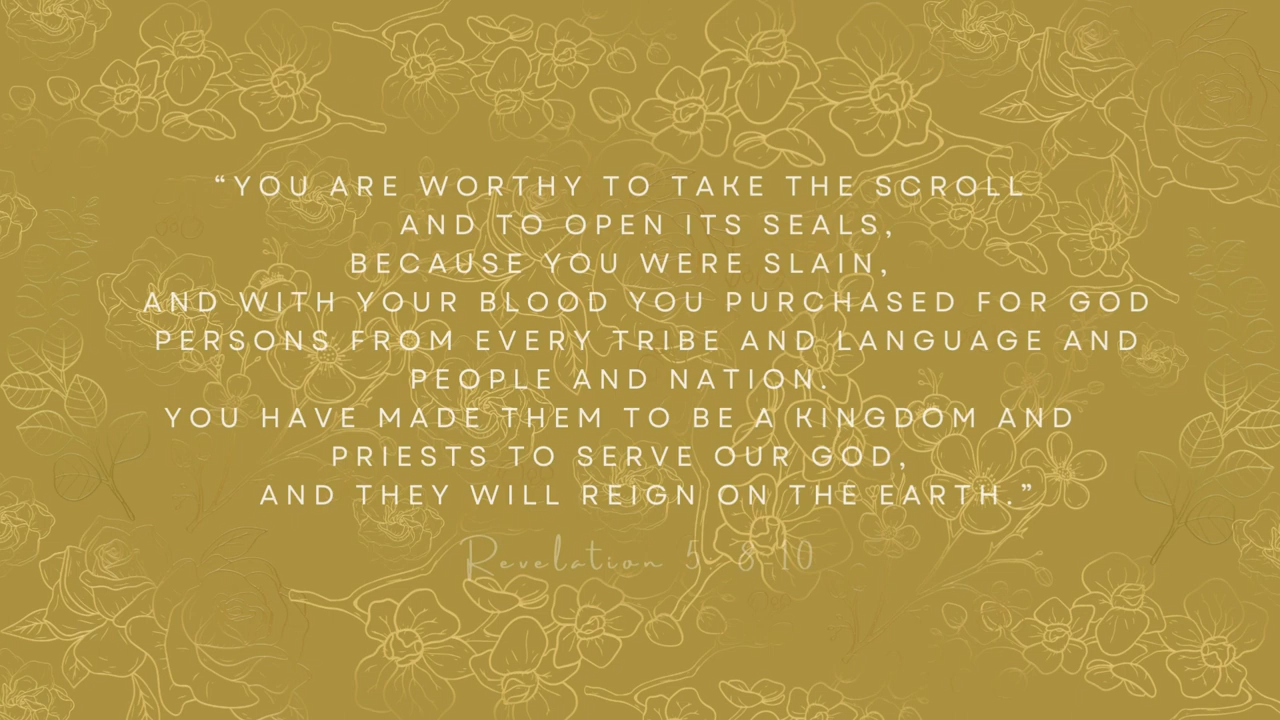 “YOU ARE WORTHY TO TAKE THE SCROLL
AND TO OPEN ITS SEALS,
BECAUSE YOU WERE SLAIN,
AND WITH YOUR BLOOD YOU PURCHASED FOR GOD
PERSONS FROM EVERY TRIBE AND LANGUAGE AND
PEOPLE AND NATION.
YOU HAVE MADE THEM TO BE A KINGDOM AND
PRIESTS TO SERVE OUR GOD,
AND THEY WILL REIGN ON THE EARTH.”
Revelation 5: 8-10